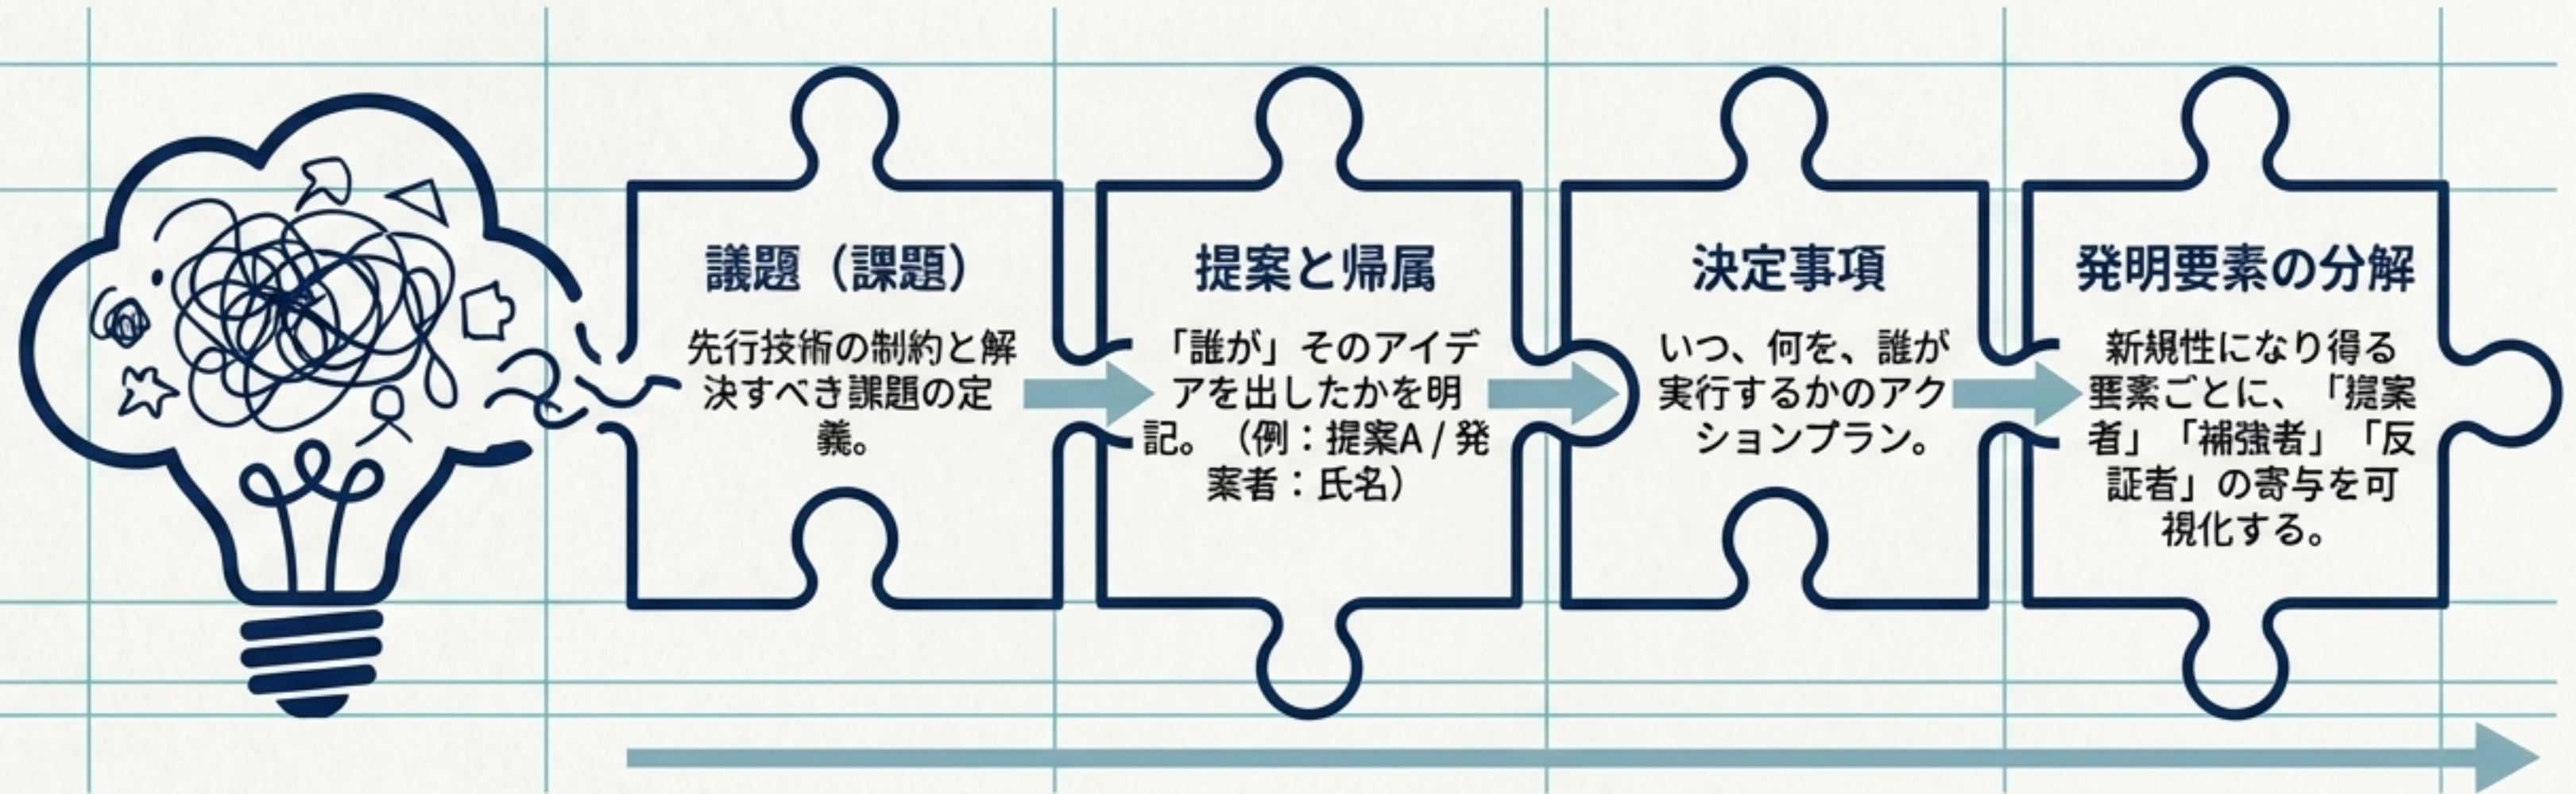 議題（課題）
先行技術の制約と解
決すべき課題の定
義。
提案と帰属
「誰が」そのアイデ
アを出したかを明
記。（例：提案A / 発
案者：氏名）
決定事項
いつ、何を、誰が
実行するかのアク
ションプラン。
発明要素の分解
新規性になり得る
要素ごとに、「提案
者」「補強者」「反
証者」の寄与を可
視化する。